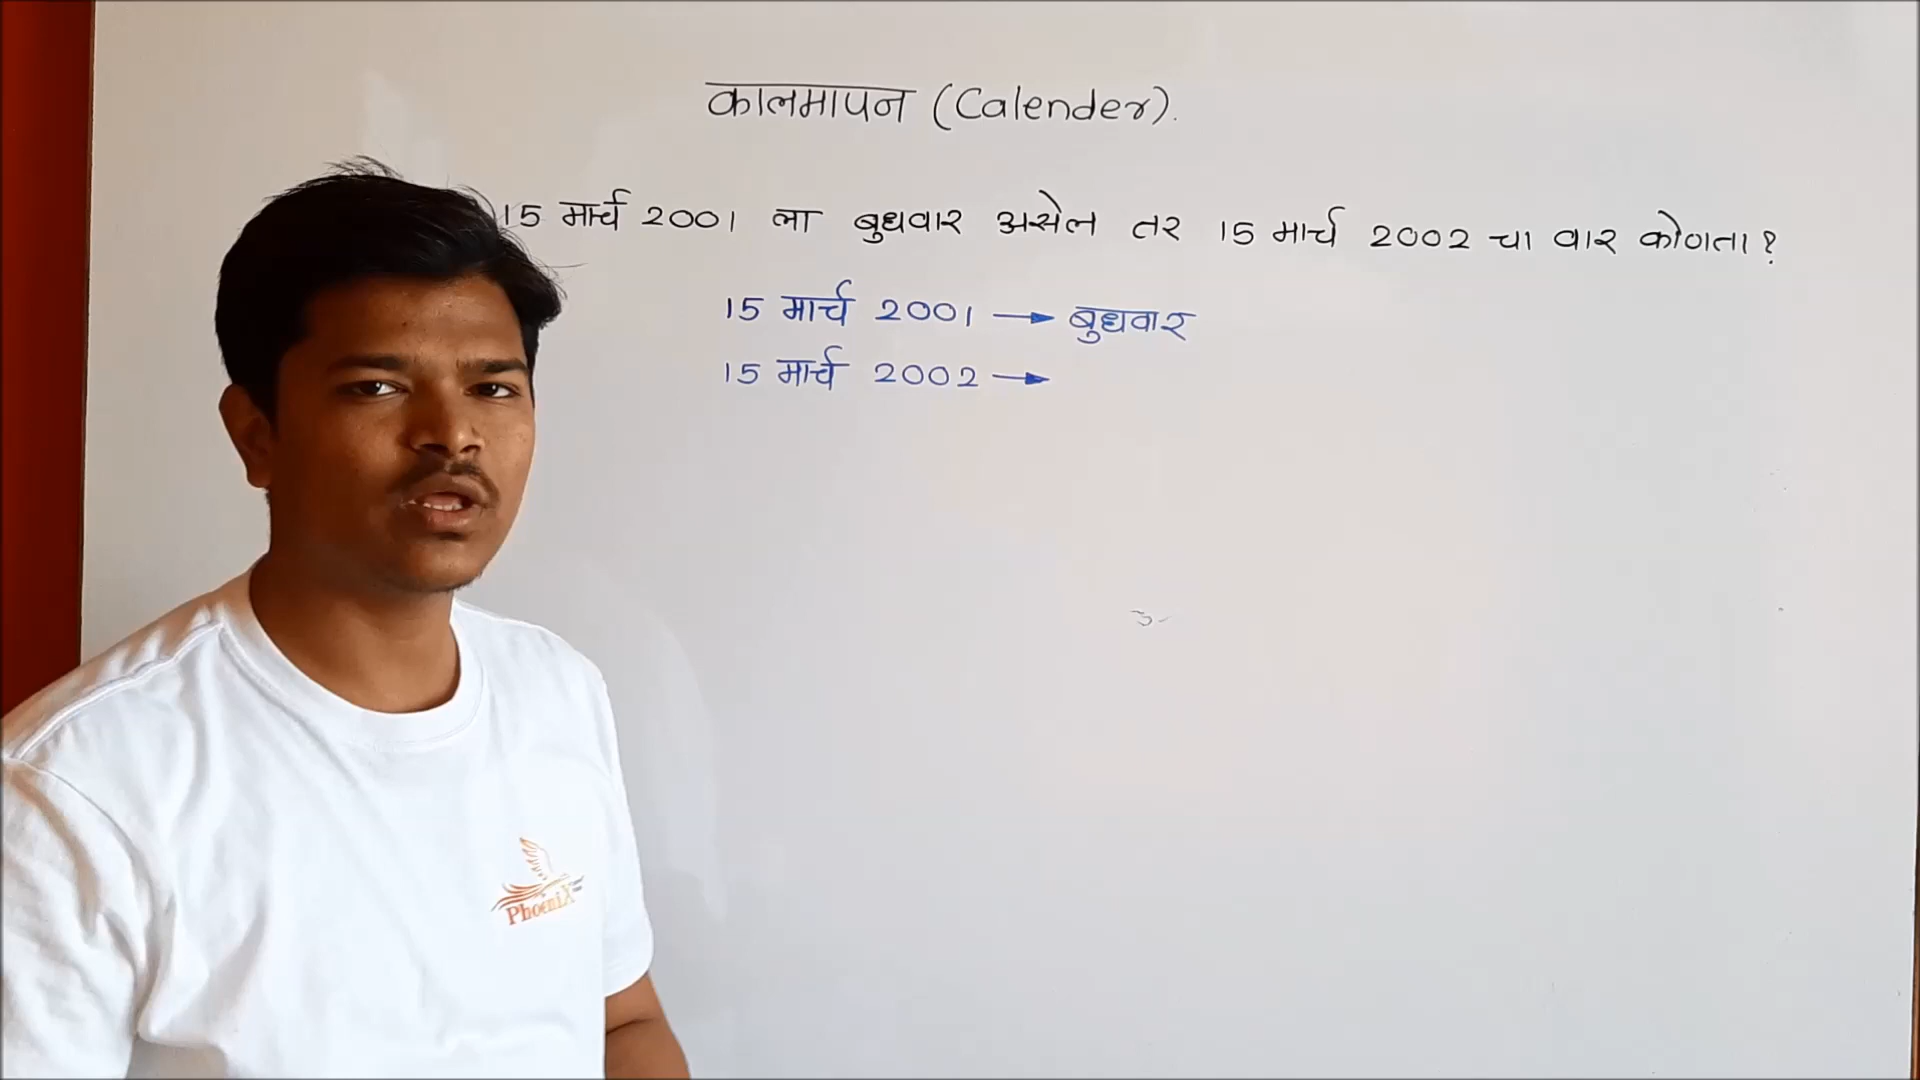 कालमापन (Calender).
15 मार्च 2001 ला बुधवार असेल तर 15 मार्च 2002 चा वार कोणता ?
15 मार्च 2001 → बुधवार
15 मार्च 2002 →
PhoeniX